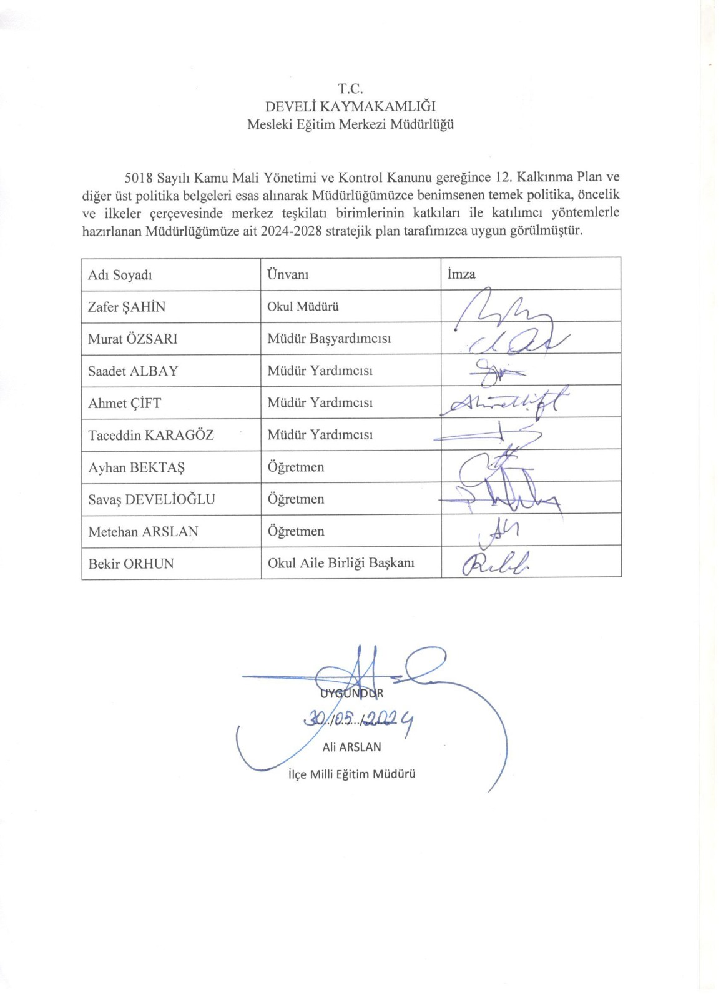 T.C.
DEVELİ KAYMAKAMLIĞI
Mesleki Eğitim Merkezi Müdürlüğü
5018 Sayılı Kamu Mali Yönetimi ve Kontrol Kanunu gereğince 12. Kalkınma Plan ve
diğer üst politika belgeleri esas alınarak Müdürlüğümüzce benimsenen temek politika, öncelik
ve ilkeler çerçevesinde merkez teşkilatı birimlerinin katkıları ile katılımcı yöntemlerle
hazırlanan Müdürlüğümüze ait 2024-2028 stratejik plan tarafımızca uygun görülmüştür.
Adı Soyadı Ünvanı İmza
Zafer ŞAHİN Okul Müdürü
Murat ÖZSARI Müdür Başyardımcısı
Saadet ALBAY Müdür Yardımcısı
Ahmet ÇİFT Müdür Yardımcısı
Taceddin KARAGÖZ Müdür Yardımcısı
Ayhan BEKTAŞ Öğretmen
Savaş DEVELİOĞLU Öğretmen
Metehan ARSLAN Öğretmen
Bekir ORHUN Okul Aile Birliği Başkanı
UYGUNDUR
30/05/2024
Ali ARSLAN
İlçe Milli Eğitim Müdürü